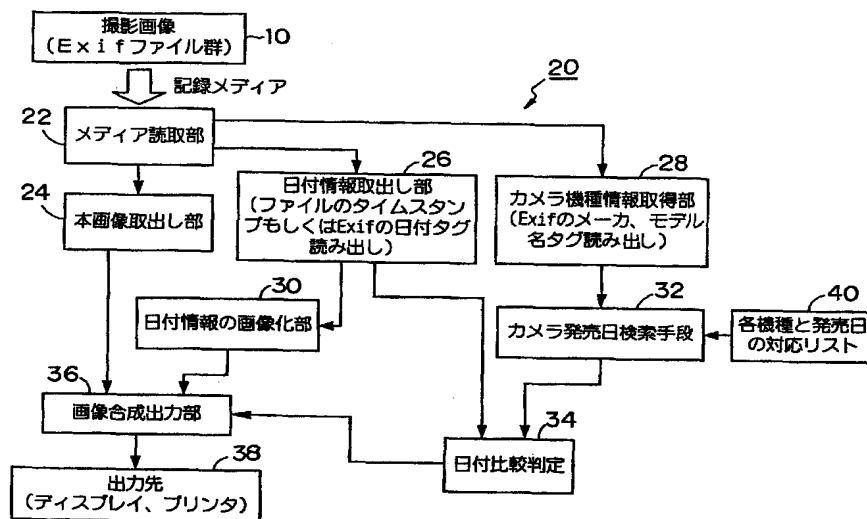 撮影画像
(Exifファイル群)
10
記録メディア
20
22
メディア読取部
26
28
24
本画像取出し部
日付情報取出し部
(ファイルのタイムスタン
プもしくはExifの日付タグ
読み出し)
カメラ機種情報取得部
(Exifのメーカ、モデル
名タグ読み出し)
30
日付情報の画像化部
32
カメラ発売日検索手段
40
各機種と発売日
の対応リスト
36
画像合成出力部
34
日付比較判定
38
出力先
(ディスプレイ、プリンタ)